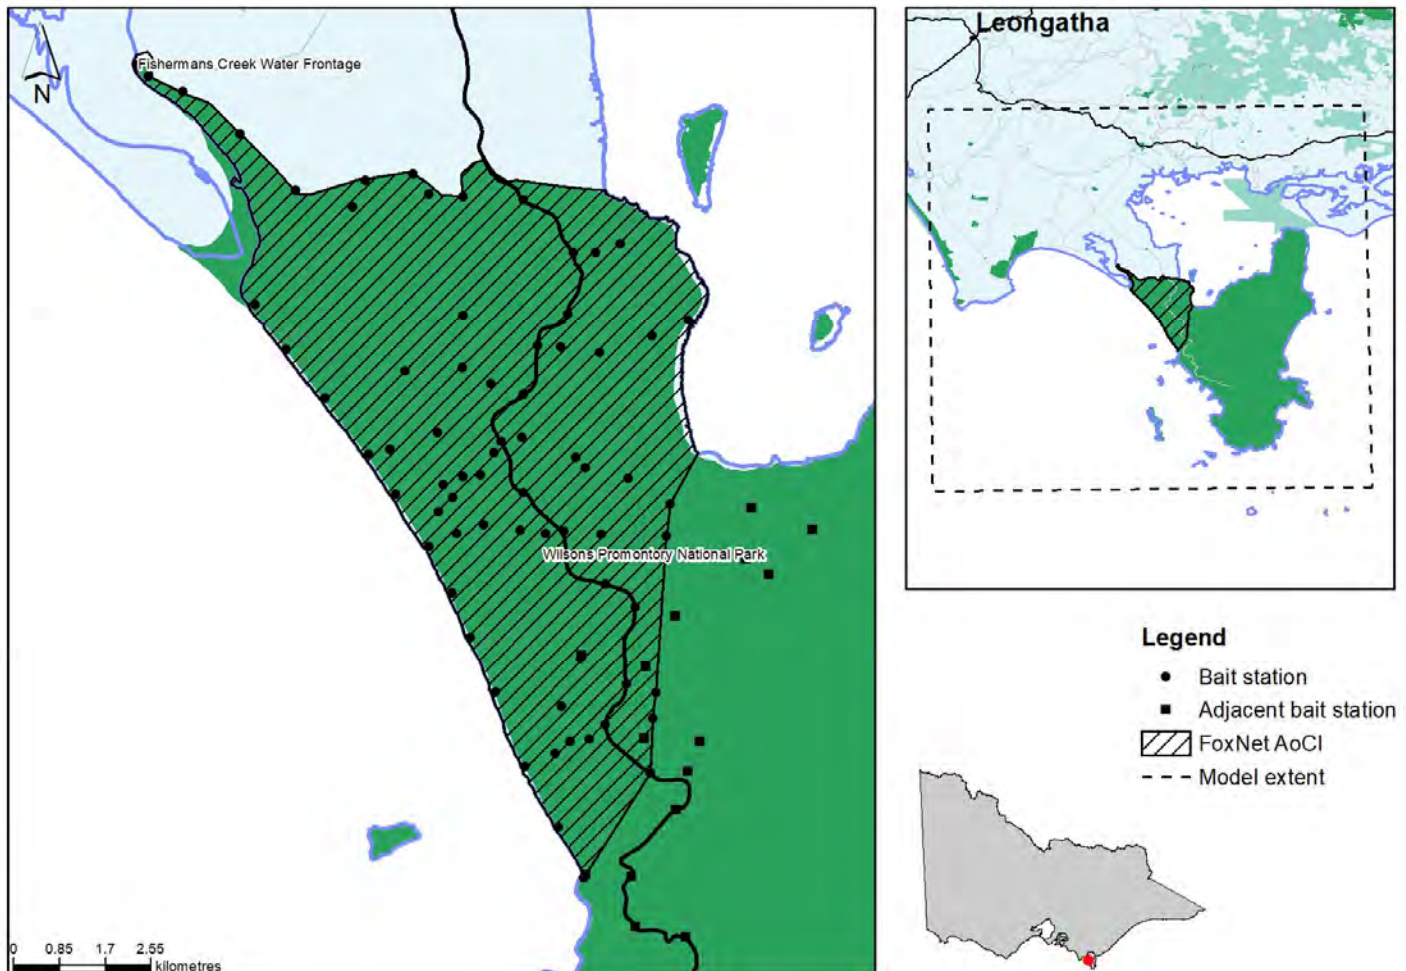 Fishermans Creek Water Frontage
N
Wilsons Promontory National Park
0 0.85 1.7 2.55
kilometres
Leongatha
Legend
Bait station
Adjacent bait station
FoxNet AoCI
Model extent